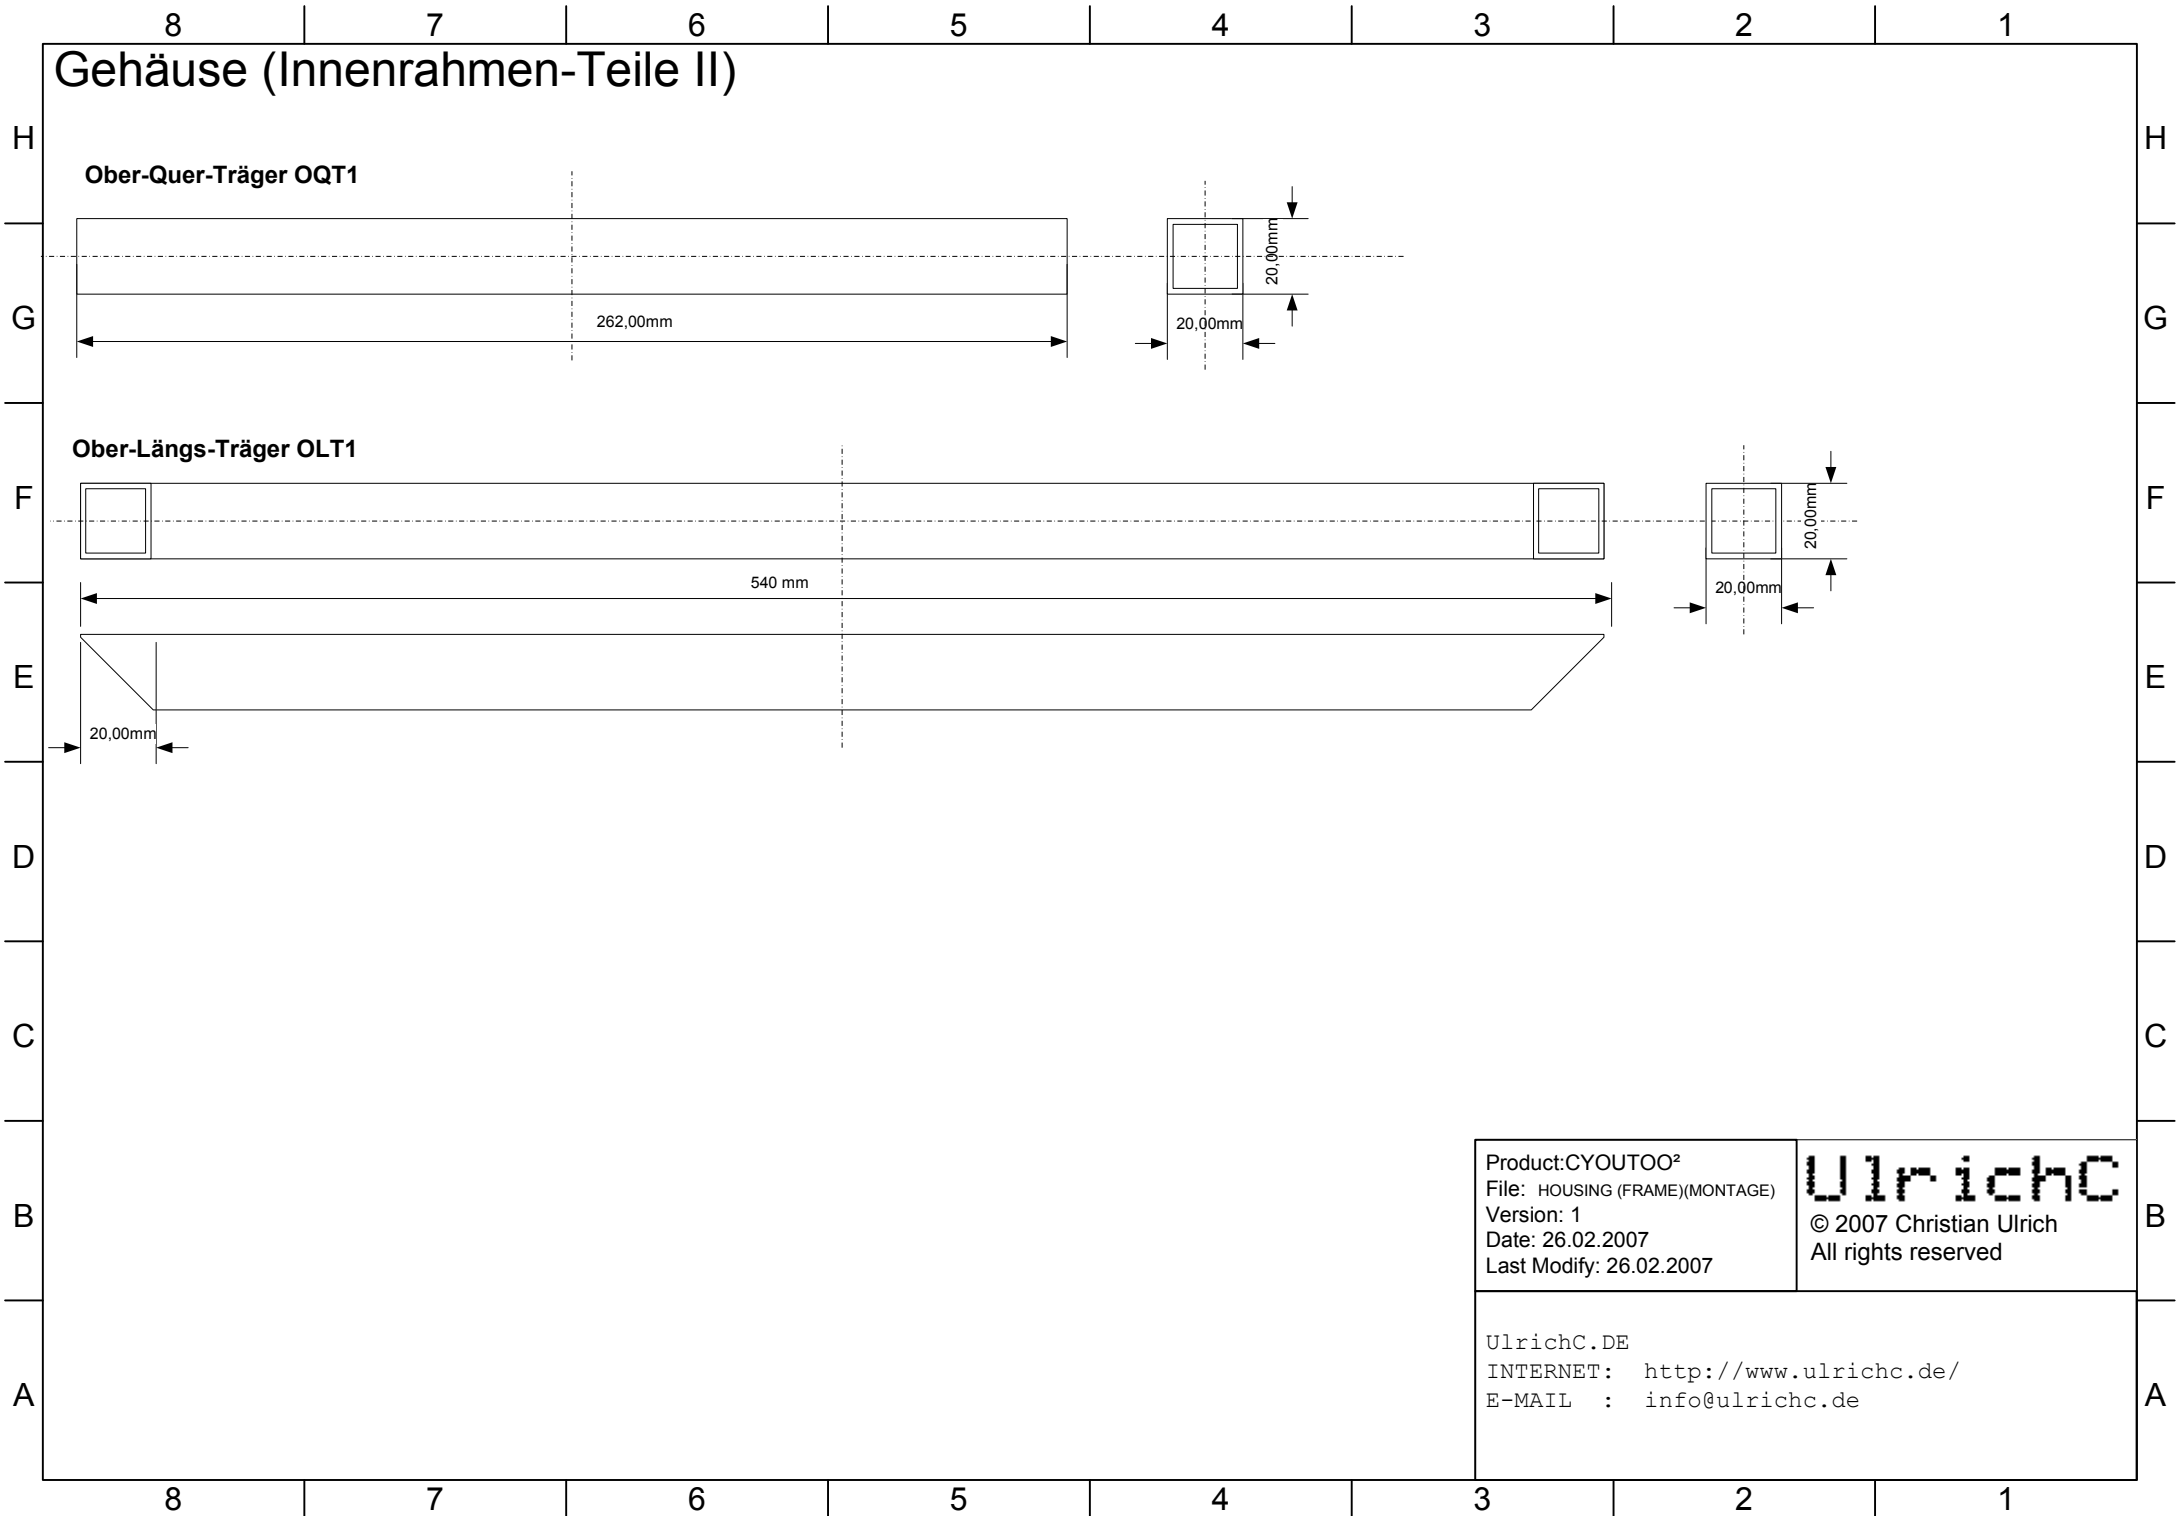 8 7 6 5 4 3 2 1
Gehäuse (Innenrahmen-Teile II)
H H
Ober-Quer-Träger OQT1
20,00mm
G G
262,00mm 20,00mm
Ober-Längs-Träger OLT1
F F
20,00mm
540 mm 20,00mm
E E
20,00mm
D D
C C
Product:CYOUTOO²
File: HOUSING (FRAME)(MONTAGE)
Version: 1
Date: 26.02.2007
Last Modify: 26.02.2007
UlrichC
© 2007 Christian Ulrich
All rights reserved
B B
UlrichC.DE
INTERNET: http://www.ulrichc.de/
E-MAIL : info@ulrichc.de
A A
8 7 6 5 4 3 2 1